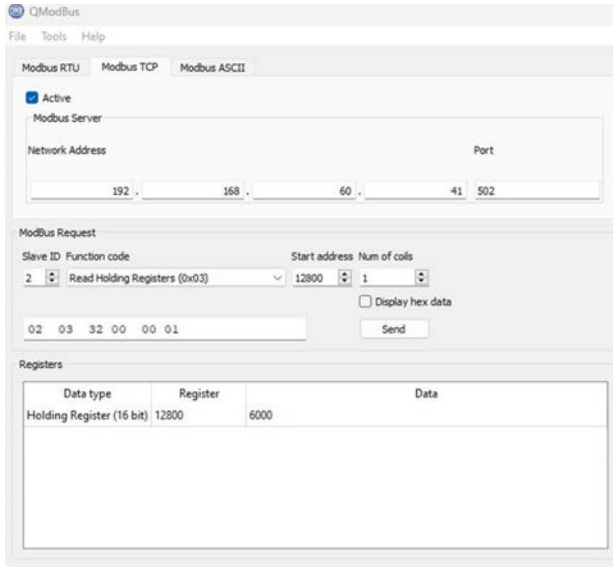 QModBus
File Tools Help
Modbus RTU Modbus TCP Modbus ASCII
Active
Modbus Server
Network Address Port
192 . 168 . 60 . 41 502
ModBus Request
Slave ID Function code Start address Num of coils
2 Read Holding Registers (0x03) 12800 1
Display hex data
02 03 32 00 00 01 Send
Registers
Data type Register Data
Holding Register (16 bit) 12800 6000